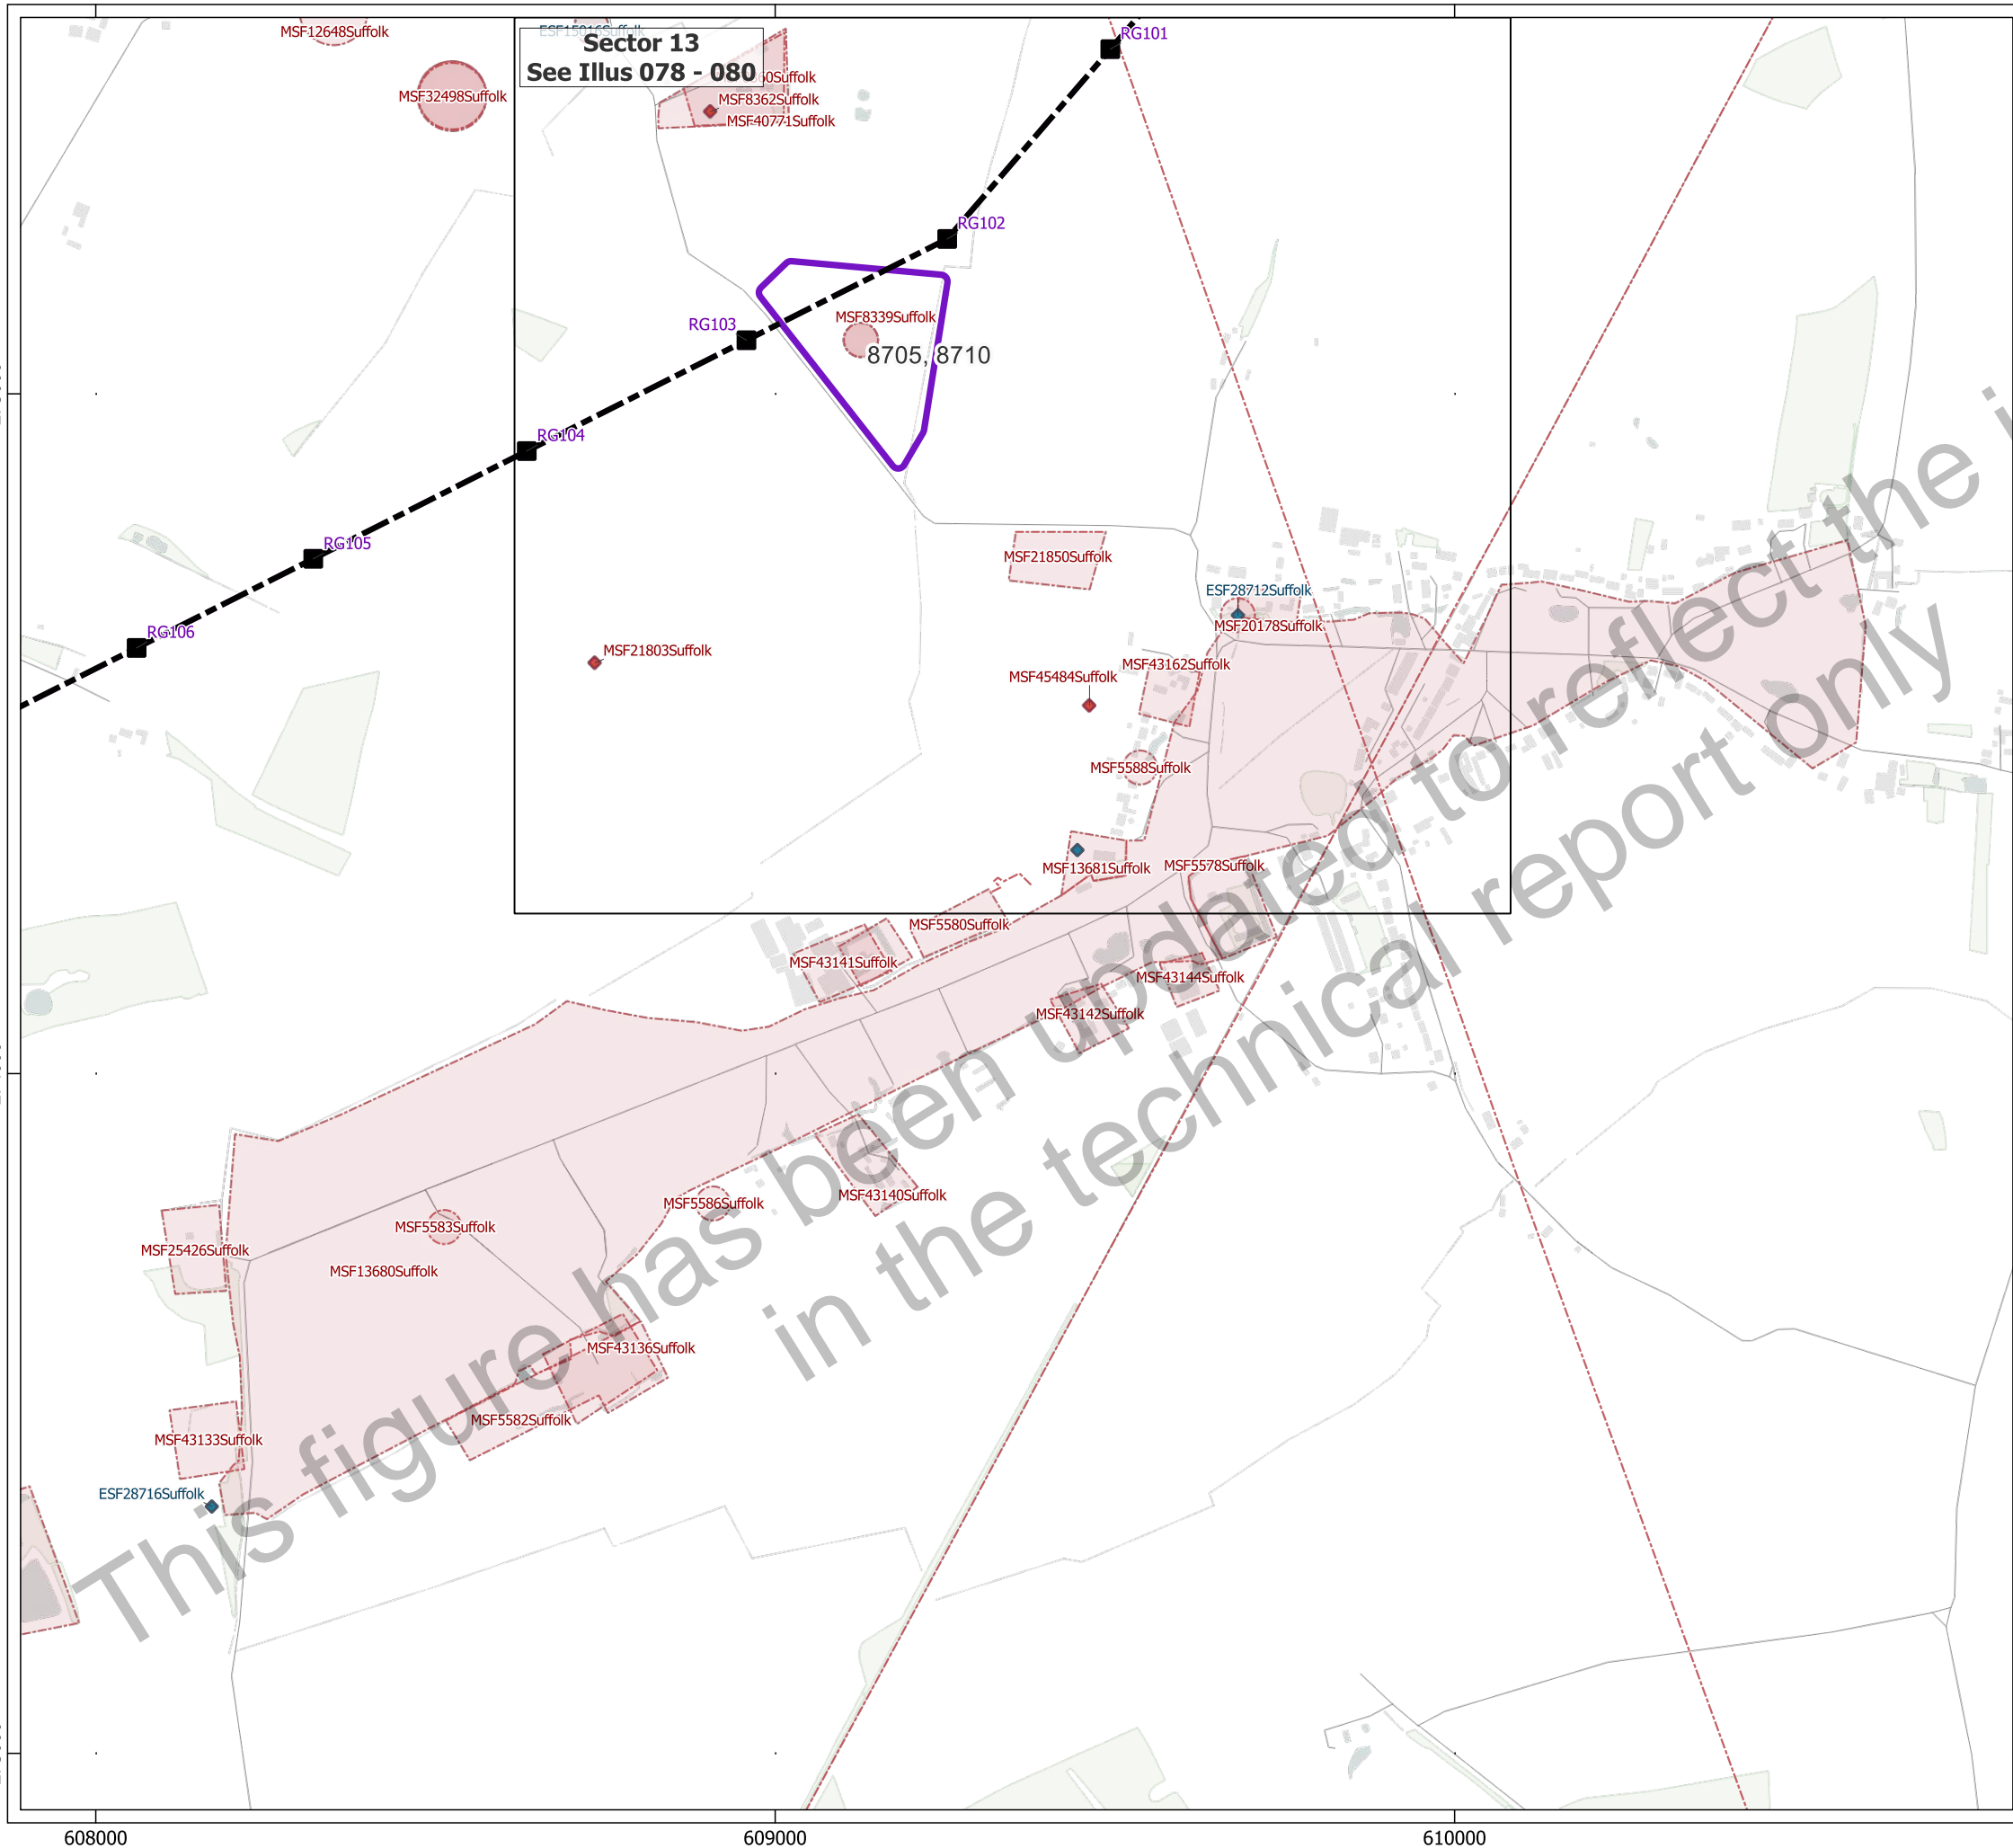 MSF12648Suffolk
ESF15016Suffolk
Sector 13
See Illus 078 - 080
RG101
60Suffolk
MSF32498Suffolk
MSF8362Suffolk
MSF40771Suffolk
RG102
MSF8339Suffolk
RG103
8705, 8710
RG104
RG105
MSF21850Suffolk
ESF28712Suffolk
MSF20178Suffolk
RG106
MSF21803Suffolk
MSF43162Suffolk
MSF45484Suffolk
MSF5588Suffolk
MSF13681Suffolk
MSF5578Suffolk
MSF5580Suffolk
MSF43141Suffolk
MSF43144Suffolk
MSF43142Suffolk
MSF43140Suffolk
MSF5586Suffolk
MSF5583Suffolk
MSF25426Suffolk
MSF13680Suffolk
MSF43136Suffolk
MSF5582Suffolk
MSF43133Suffolk
ESF28716Suffolk
This figure has been updated to reflect the i
in the technical report only
608000
609000
610000